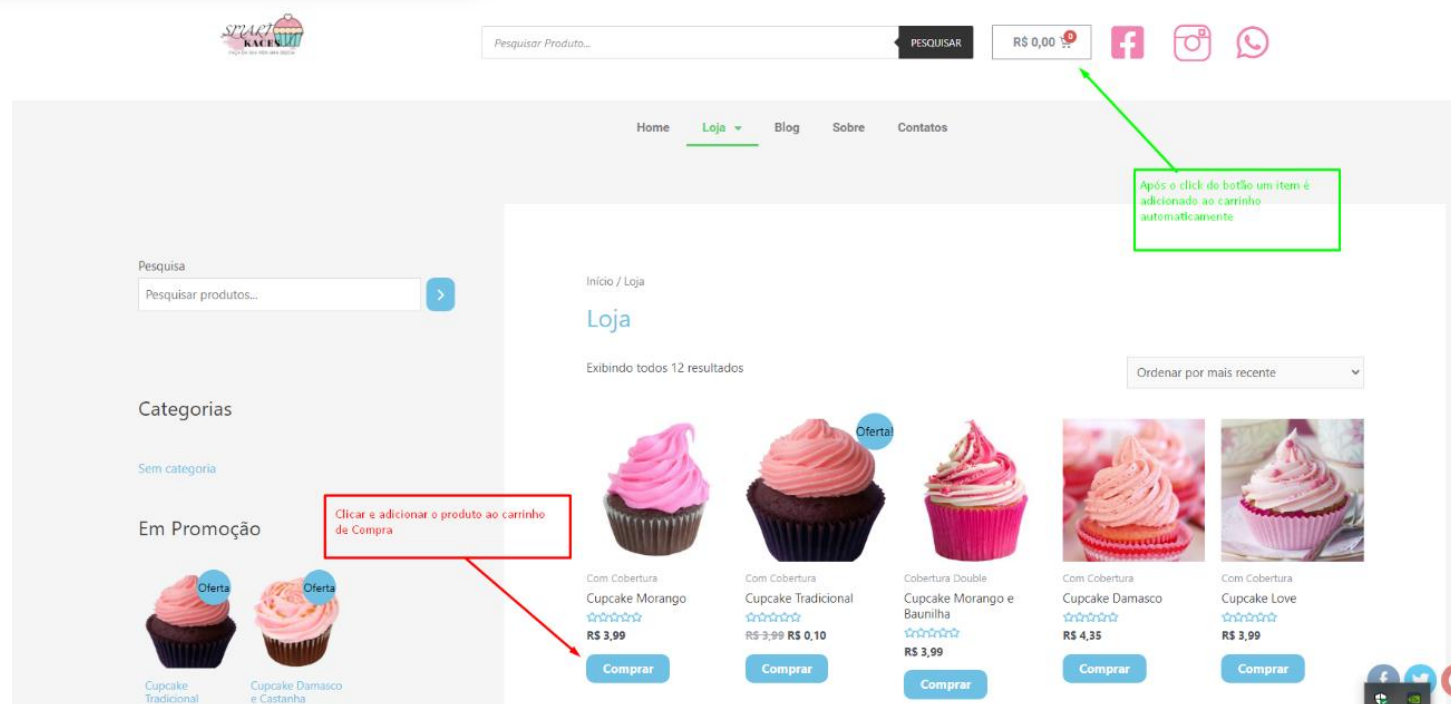 SMART
KACES
Pesquisar Produto...
PESQUISAR
R$ 0,00
0
Home
Loja
Blog
Sobre
Contatos
Após o click do botão um item é
adicionado ao carrinho
automaticamente
Pesquisa
Pesquisar produtos...
Início / Loja
Loja
Exibindo todos 12 resultados
Ordenar por mais recente
Categorias
Sem categoria
Em Promoção
Clicar e adicionar o produto ao carrinho
de Compra
Oferta
Oferta
Cupcake
Tradicional
Cupcake Damasco
e Castanha
Com Cobertura
Cupcake Morango
R$ 3,99
Comprar
Oferta!
Com Cobertura
Cupcake Tradicional
R$ 3,99 R$ 0,10
Comprar
Cobertura Double
Cupcake Morango e
Baunilha
R$ 3,99
Comprar
Com Cobertura
Cupcake Damasco
R$ 4,35
Comprar
Com Cobertura
Cupcake Love
R$ 3,99
Comprar